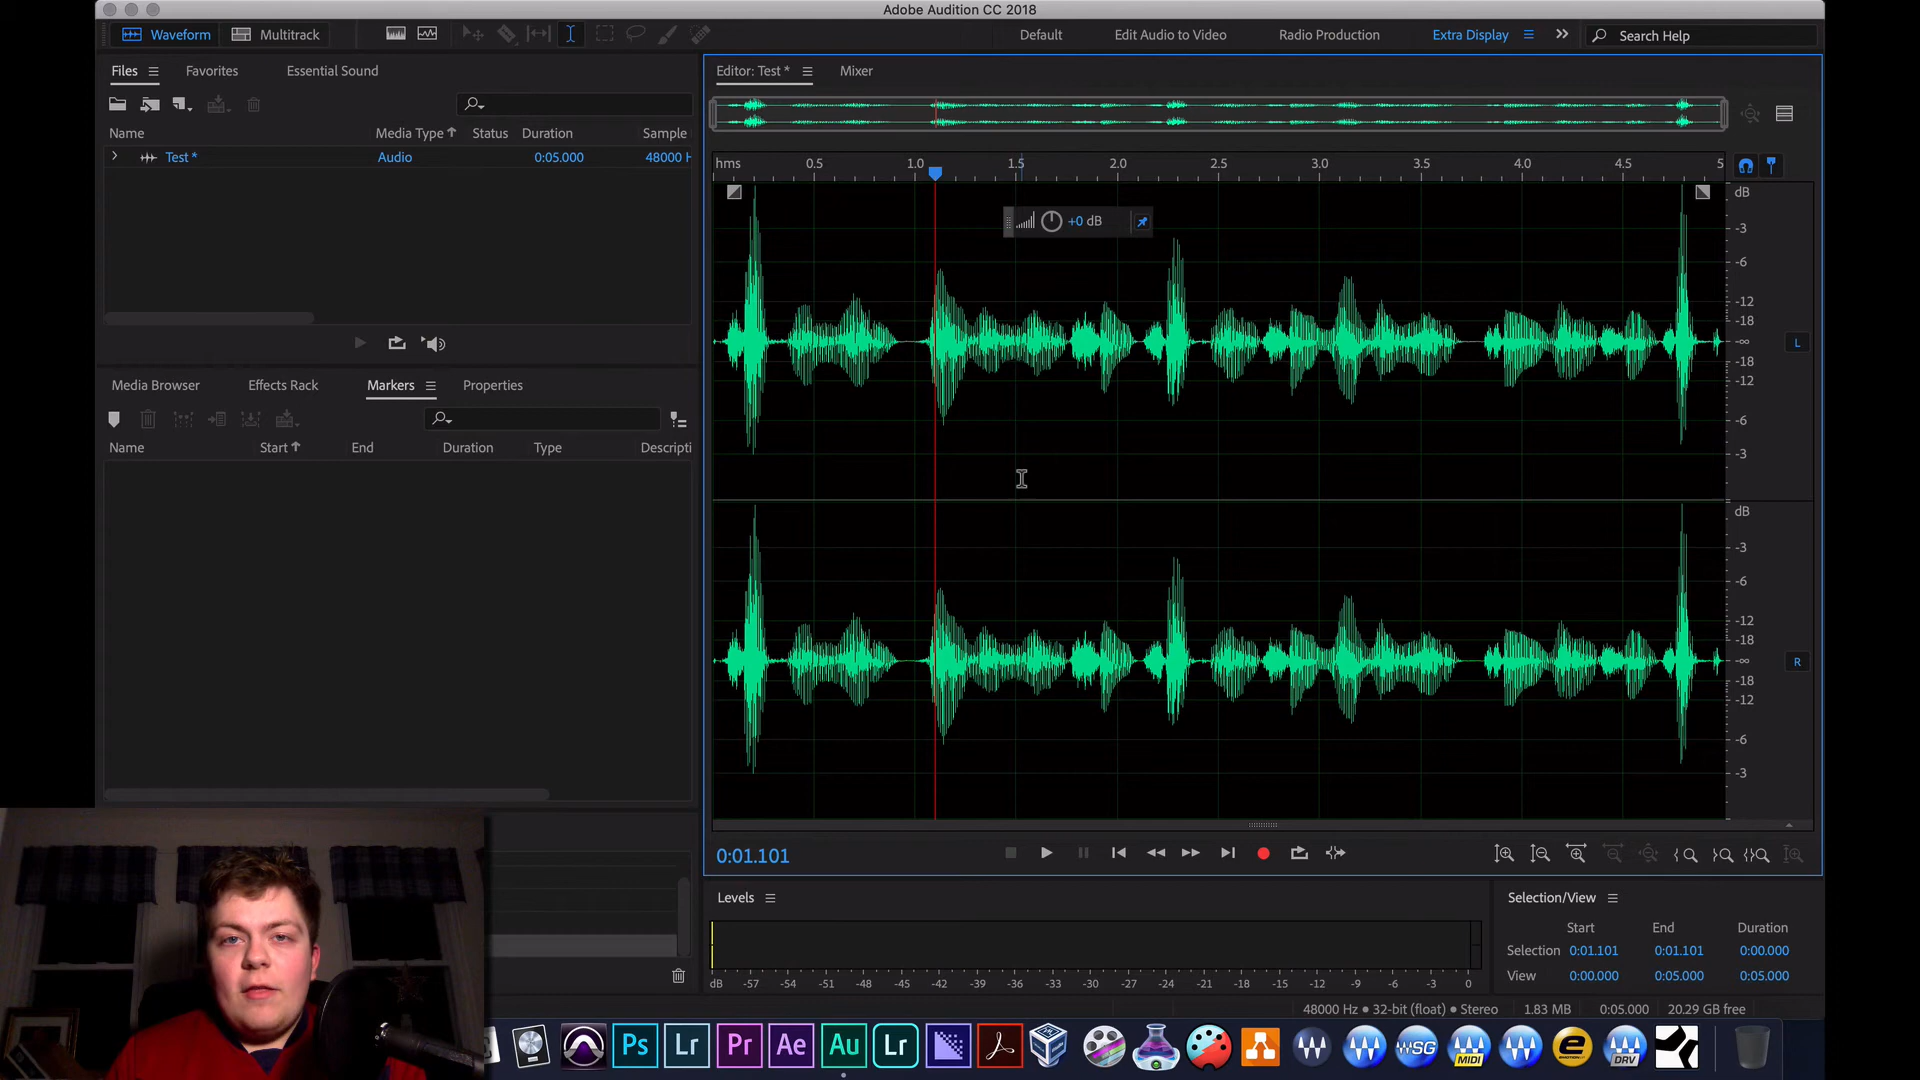 Adobe Audition CC 2018
Waveform Multitrack Default Edit Audio to Video Radio Production Extra Display Search Help
Files Favorites Essential Sound
Name Media Type Status Duration Sample
Test * Audio 0:05.000 48000 H
Media Browser Effects Rack Markers Properties
Name Start End Duration Type Descripti
Editor: Test * Mixer
hms 0.5 1.0 1.5 2.0 2.5 3.0 3.5 4.0 4.5 5
+0 dB
dB
-3
-6
-12
-18
-∞
-18
-12
-6
-3
L
dB
-3
-6
-12
-18
-∞
-18
-12
-6
-3
R
0:01.101
Levels
dB -57 -54 -51 -48 -45 -42 -39 -36 -33 -30 -27 -24 -21 -18 -15 -12 -9 -6 -3 0
Selection/View
Start End Duration
Selection 0:01.101 0:01.101 0:00.000
View 0:00.000 0:05.000 0:05.000
48000 Hz • 32-bit (float) • Stereo 1.83 MB 0:05.000 20.29 GB free
Ps Lr Pr Ae Au Lr W W WSG MIDI W e DRV